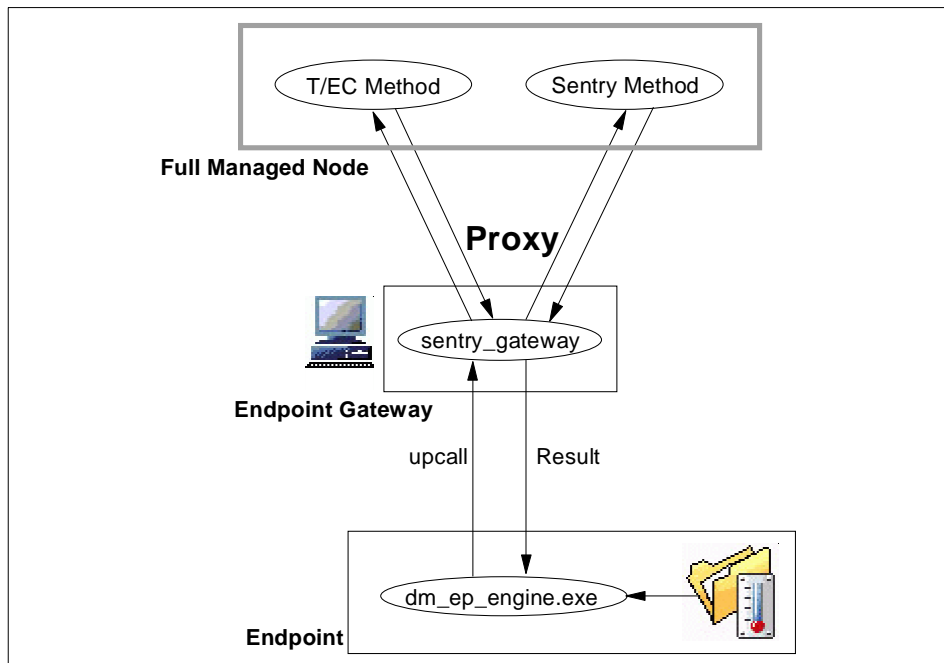 T/EC Method
Sentry Method
Full Managed Node
Proxy
sentry_gateway
Endpoint Gateway
upcall
Result
dm_ep_engine.exe
Endpoint